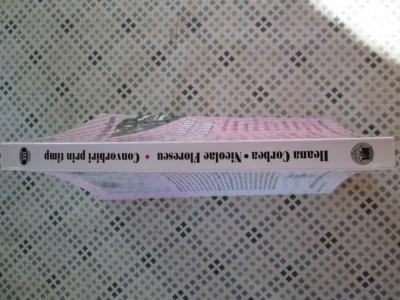 Ileana Corbea • Nicolae Florescu • Convorbiri prin timp